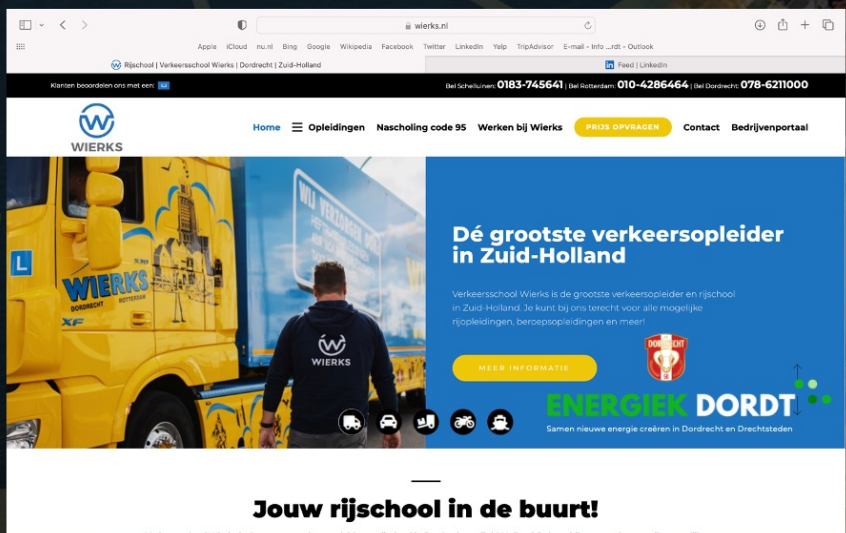 wierks.nl
Apple iCloud nu.nl Bing Google Wikipedia Facebook Twitter LinkedIn Yelp TripAdvisor E-mail – Info ...rdt – Outlook
Rijschool | Verkeersschool Wierks | Dordrecht | Zuid-Holland
Feed | LinkedIn
Klanten beoordelen ons met een:
Bel Schelluinen: 0183-745641 | Bel Rotterdam: 010-4286464 | Bel Dordrecht: 078-6211000
WIERKS
Home Opleidingen Nascholing code 95 Werken bij Wierks PRIJS OPVRAGEN Contact Bedrijvenportaal
WIJ VERZORGEN OOK:
L
WIERKS
DORDRECHT ROTTERDAM
XF
WIERKS
Dé grootste verkeersopleider
in Zuid-Holland
Verkeersschool Wierks is de grootste verkeersopleider en rijschool
in Zuid-Holland. Je kunt bij ons terecht voor alle mogelijke
rijopleidingen, beroepsopleidingen en meer!
MEER INFORMATIE
DORDRECHT
ENERGIEK DORDT
Samen nieuwe energie creëren in Dordrecht en Drechtsteden
Jouw rijschool in de buurt!